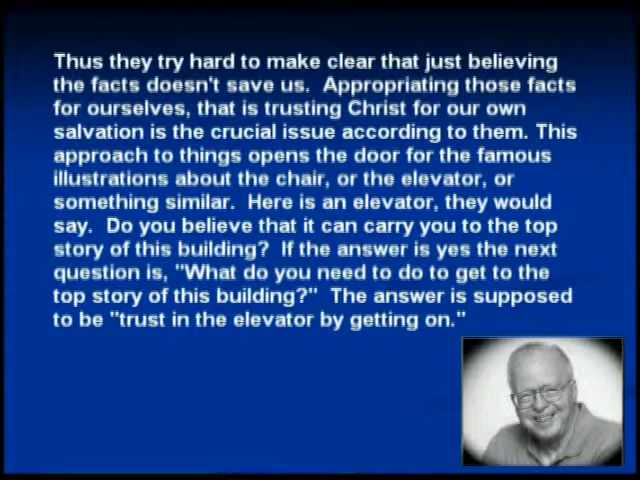 Thus they try hard to make clear that just believing
the facts doesn't save us.  Appropriating those facts
for ourselves, that is trusting Christ for our own
salvation is the crucial issue according to them. This
approach to things opens the door for the famous
illustrations about the chair, or the elevator, or
something similar.  Here is an elevator, they would
say.  Do you believe that it can carry you to the top
story of this building?  If the answer is yes the next
question is, "What do you need to do to get to the
top story of this building?"  The answer is supposed
to be "trust in the elevator by getting on."